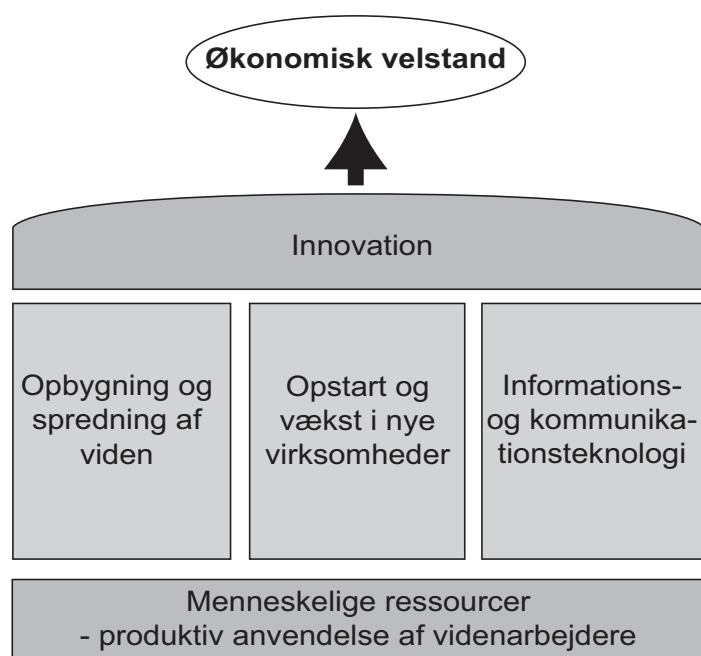 Økonomisk velstand
Innovation
Opbygning og
spredning af
viden
Opstart og
vækst i nye
virksomheder
Informations-
og kommunika-
tionsteknologi
Menneskelige ressourcer
- produktiv anvendelse af videnarbejdere